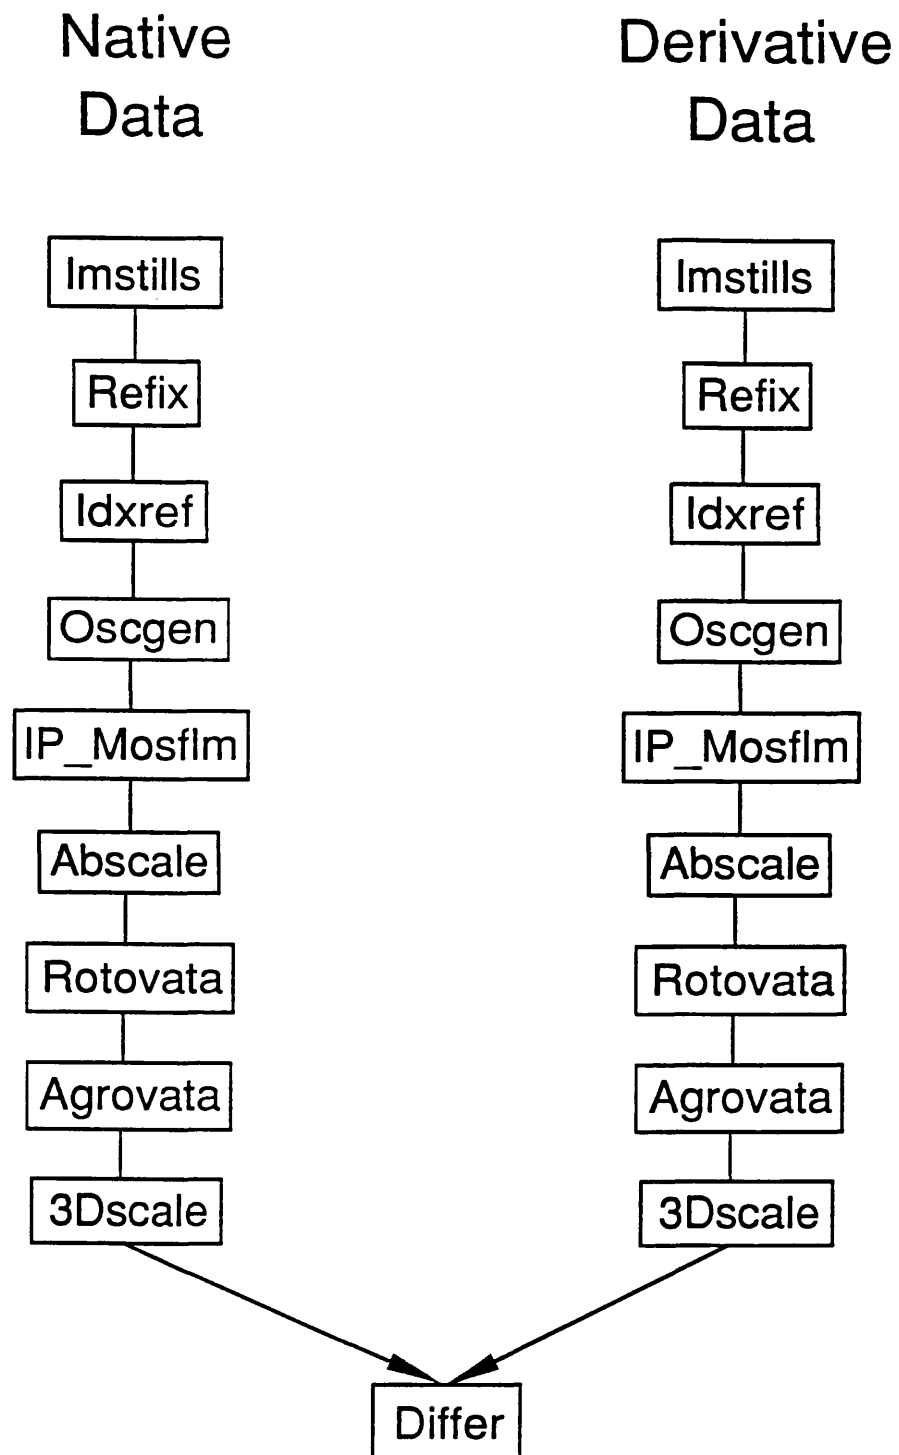 Native
Data
Derivative
Data
Imstills
Refix
Idxref
Oscgen
IP_Mosflm
Abscale
Rotovata
Agrovata
3Dscale
Imstills
Refix
Idxref
Oscgen
IP_Mosflm
Abscale
Rotovata
Agrovata
3Dscale
Differ